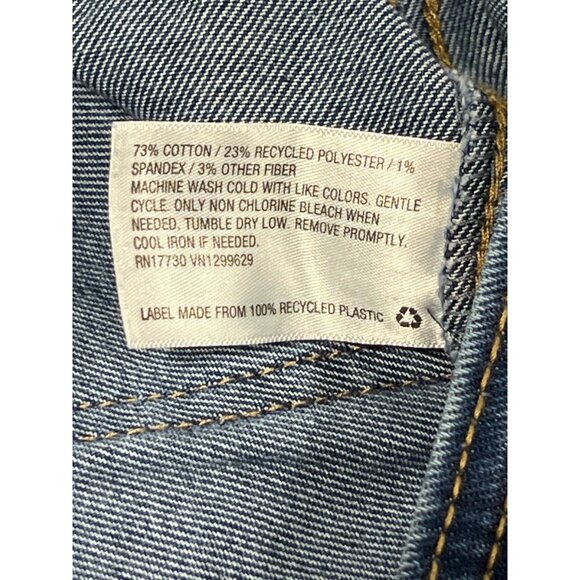 73% COTTON / 23% RECYCLED POLYESTER / 1%
SPANDEX / 3% OTHER FIBER
MACHINE WASH COLD WITH LIKE COLORS. GENTLE
CYCLE. ONLY NON CHLORINE BLEACH WHEN
NEEDED. TUMBLE DRY LOW. REMOVE PROMPTLY.
COOL IRON IF NEEDED.
RN17730 VN1299629
LABEL MADE FROM 100% RECYCLED PLASTIC